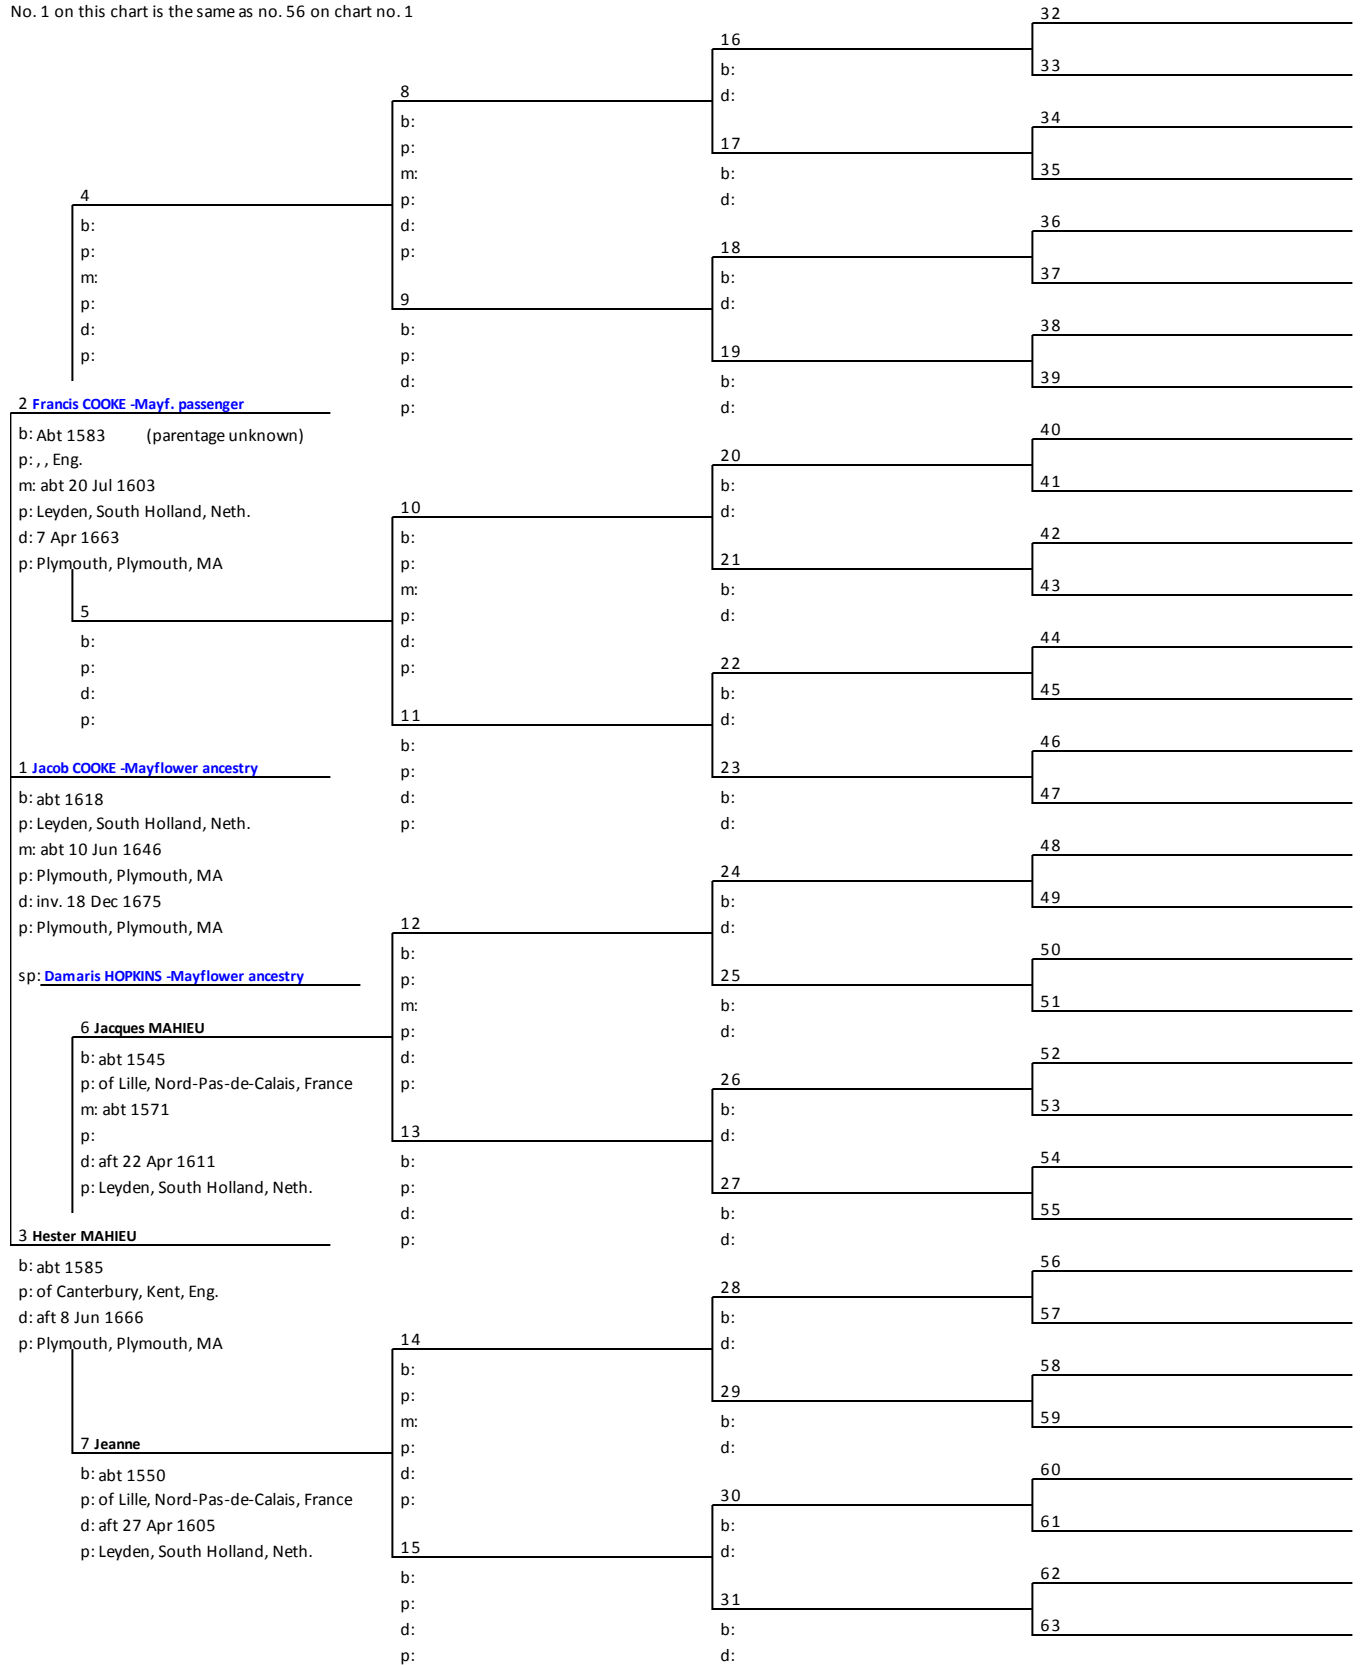 No. 1 on this chart is the same as no. 56 on chart no. 1
4
b:
p:
m:
p:
d:
p:
2 Francis COOKE -Mayf. passenger
b: Abt 1583 (parentage unknown)
p: , , Eng.
m: abt 20 Jul 1603
p: Leyden, South Holland, Neth.
d: 7 Apr 1663
p: Plymouth, Plymouth, MA
5
b:
p:
d:
p:
1 Jacob COOKE -Mayflower ancestry
b: abt 1618
p: Leyden, South Holland, Neth.
m: abt 10 Jun 1646
p: Plymouth, Plymouth, MA
d: inv. 18 Dec 1675
p: Plymouth, Plymouth, MA
sp: Damaris HOPKINS -Mayflower ancestry
6 Jacques MAHIEU
b: abt 1545
p: of Lille, Nord-Pas-de-Calais, France
m: abt 1571
p:
d: aft 22 Apr 1611
p: Leyden, South Holland, Neth.
3 Hester MAHIEU
b: abt 1585
p: of Canterbury, Kent, Eng.
d: aft 8 Jun 1666
p: Plymouth, Plymouth, MA
7 Jeanne
b: abt 1550
p: of Lille, Nord-Pas-de-Calais, France
d: aft 27 Apr 1605
p: Leyden, South Holland, Neth.
8
b:
p:
m:
p:
d:
p:
9
b:
p:
d:
p:
10
b:
p:
m:
p:
d:
p:
11
b:
p:
d:
p:
12
b:
p:
m:
p:
d:
p:
13
b:
p:
d:
p:
14
b:
p:
m:
p:
d:
p:
15
b:
p:
d:
p:
16
b:
d:
17
b:
d:
18
b:
d:
19
b:
d:
20
b:
d:
21
b:
d:
22
b:
d:
23
b:
d:
24
b:
d:
25
b:
d:
26
b:
d:
27
b:
d:
28
b:
d:
29
b:
d:
30
b:
d:
31
b:
d:
32
33
34
35
36
37
38
39
40
41
42
43
44
45
46
47
48
49
50
51
52
53
54
55
56
57
58
59
60
61
62
63